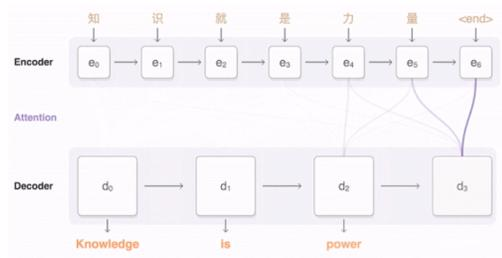 知 识 就 是 力 量 <end>
Encoder e0 e1 e2 e3 e4 e5 e6
Attention
Decoder d0 d1 d2 d3
Knowledge is power